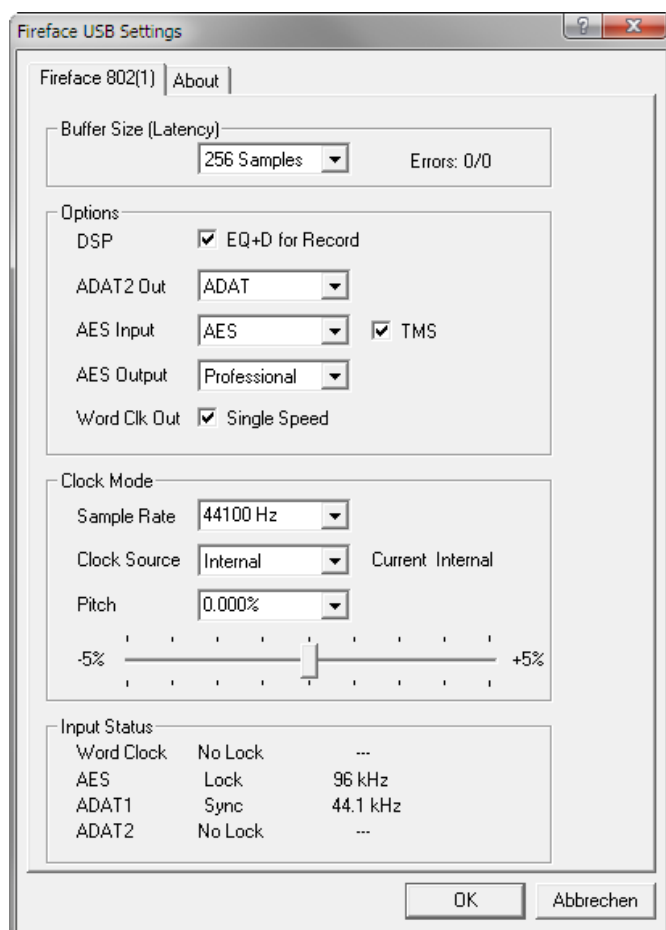 Fireface USB Settings
Fireface 802(1) About
Buffer Size (Latency)
256 Samples Errors: 0/0
Options
DSP EQ+D for Record
ADAT2 Out ADAT
AES Input AES TMS
AES Output Professional
Word Clk Out Single Speed
Clock Mode
Sample Rate 44100 Hz
Clock Source Internal Current Internal
Pitch 0.000%
-5% +5%
Input Status
Word Clock No Lock ---
AES Lock 96 kHz
ADAT1 Sync 44.1 kHz
ADAT2 No Lock ---
OK Abbrechen